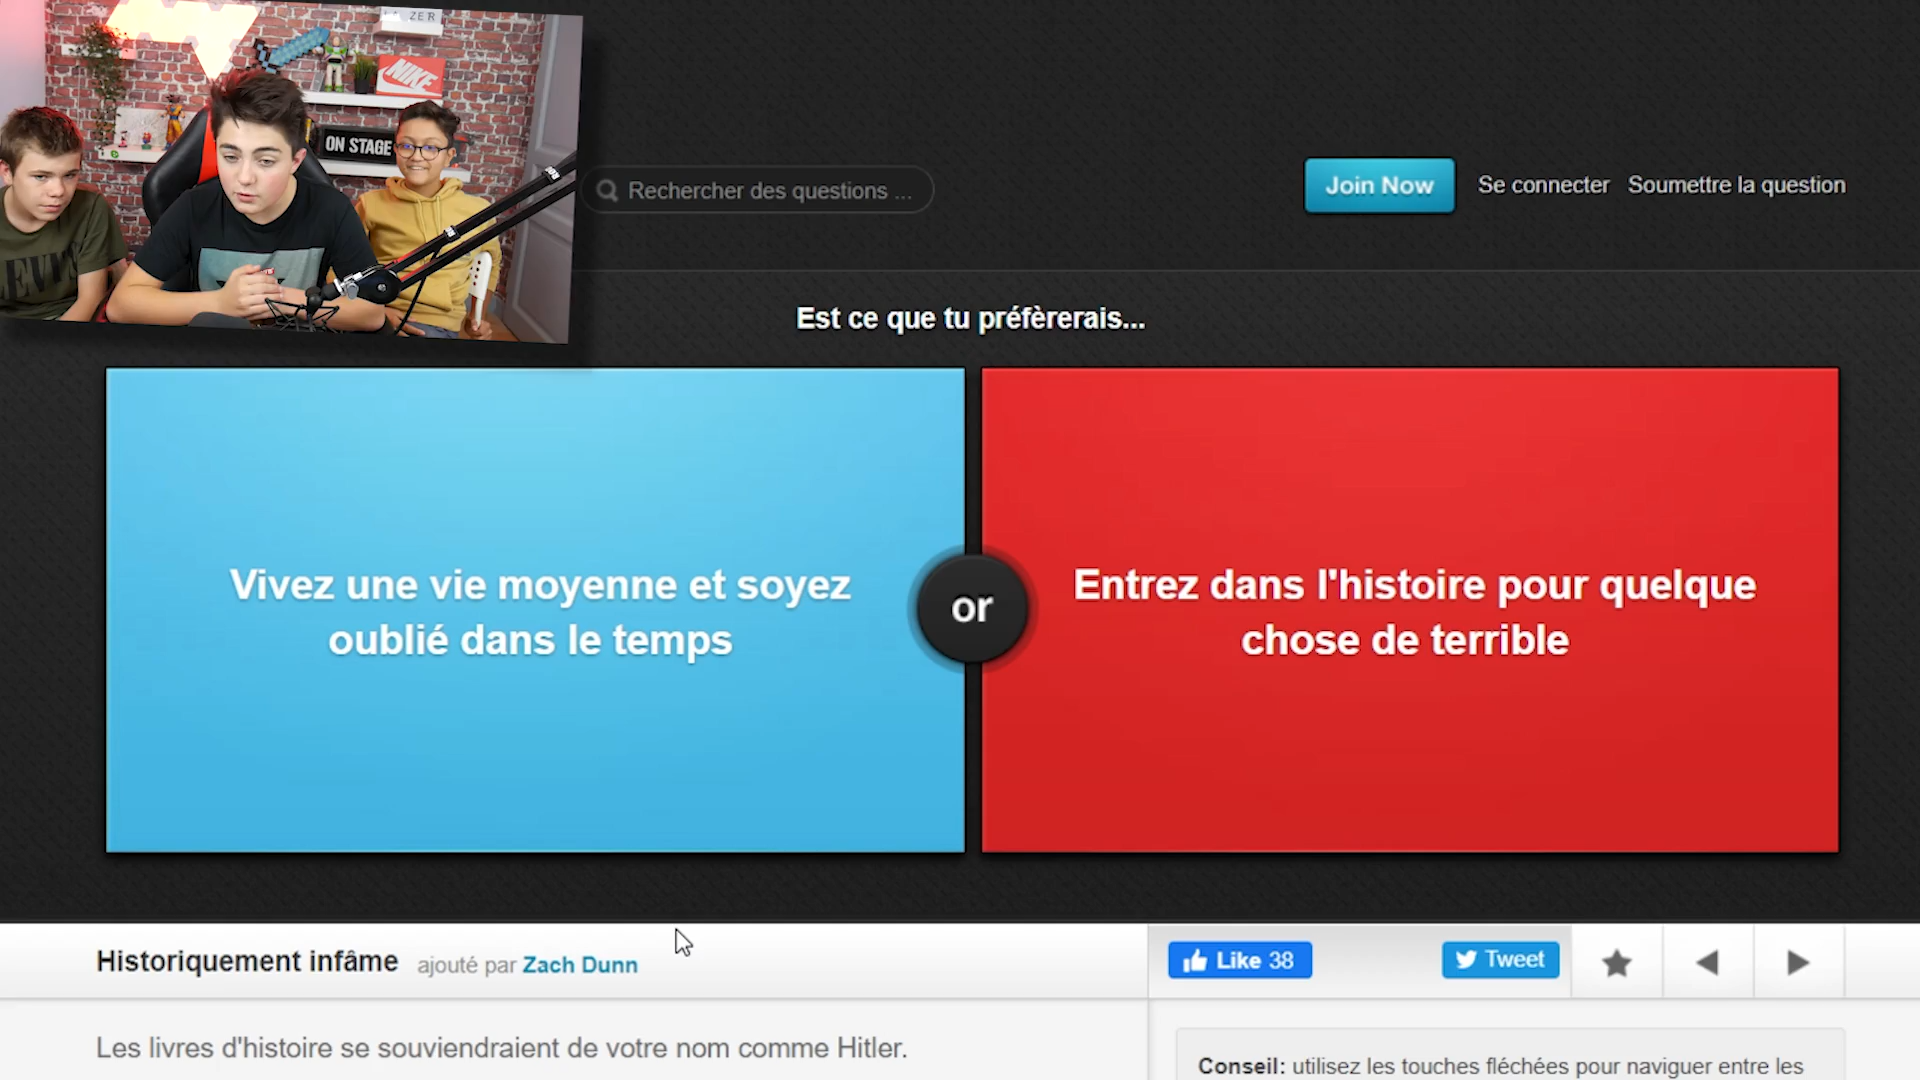 ZER
NIKE
ON STAGE
LEVI'S
Rechercher des questions ...
Join Now
Se connecter
Soumettre la question
Est ce que tu préfèrerais...
Vivez une vie moyenne et soyez
oublié dans le temps
or
Entrez dans l'histoire pour quelque
chose de terrible
Historiquement infâme ajouté par Zach Dunn
Like 38
Tweet
Les livres d'histoire se souviendraient de votre nom comme Hitler.
Conseil: utilisez les touches fléchées pour naviguer entre les